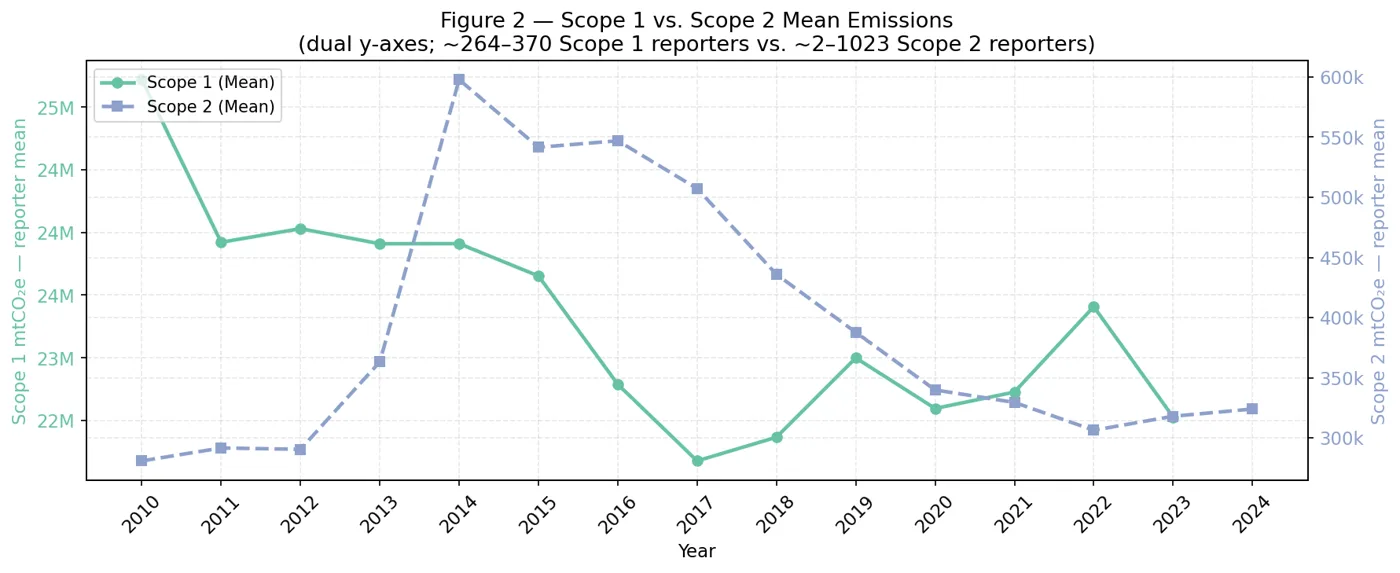 Figure 2 — Scope 1 vs. Scope 2 Mean Emissions
(dual y-axes; ~264–370 Scope 1 reporters vs. ~2–1023 Scope 2 reporters)
Scope 1 (Mean)
Scope 2 (Mean)
Scope 1 mtCO₂e — reporter mean
25M
24M
24M
24M
23M
22M
600k
550k
500k
450k
400k
350k
300k
Scope 2 mtCO₂e — reporter mean
2010
2011
2012
2013
2014
2015
2016
2017
2018
2019
2020
2021
2022
2023
2024
Year